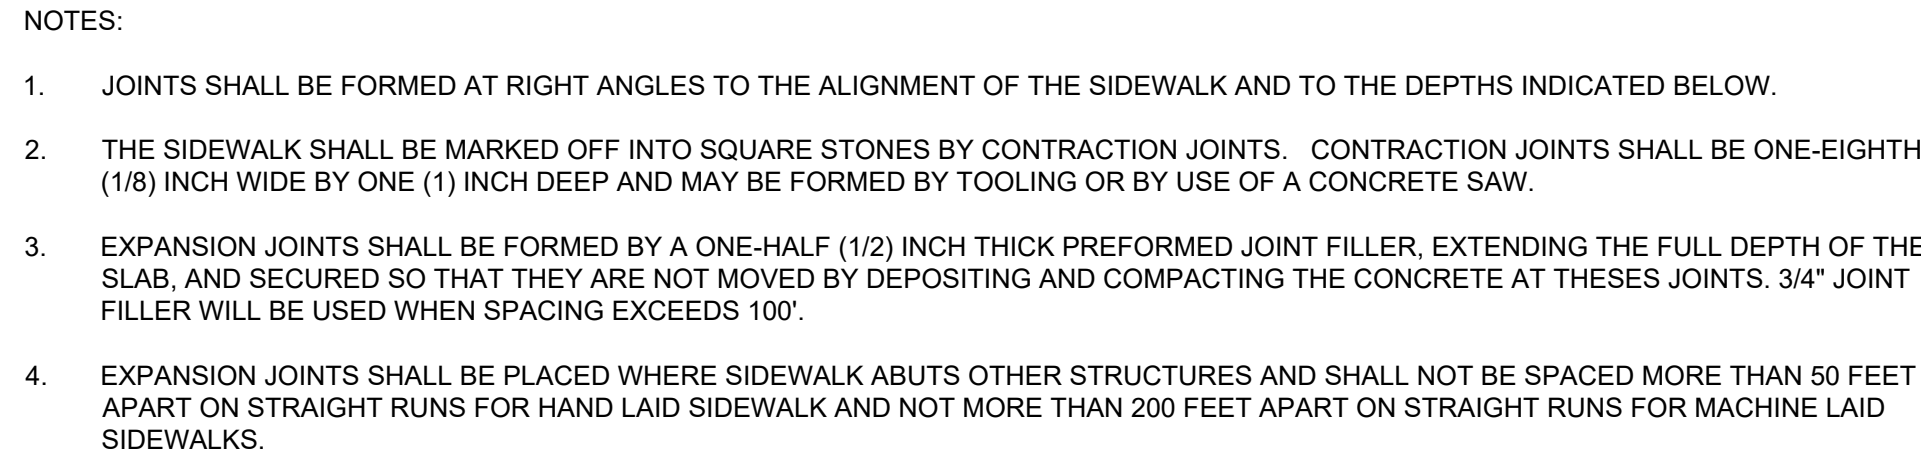 NOTES:
1. JOINTS SHALL BE FORMED AT RIGHT ANGLES TO THE ALIGNMENT OF THE SIDEWALK AND TO THE DEPTHS INDICATED BELOW.
2. THE SIDEWALK SHALL BE MARKED OFF INTO SQUARE STONES BY CONTRACTION JOINTS. CONTRACTION JOINTS SHALL BE ONE-EIGHTH
(1/8) INCH WIDE BY ONE (1) INCH DEEP AND MAY BE FORMED BY TOOLING OR BY USE OF A CONCRETE SAW.
3. EXPANSION JOINTS SHALL BE FORMED BY A ONE-HALF (1/2) INCH THICK PREFORMED JOINT FILLER, EXTENDING THE FULL DEPTH OF THE
SLAB, AND SECURED SO THAT THEY ARE NOT MOVED BY DEPOSITING AND COMPACTING THE CONCRETE AT THESES JOINTS. 3/4" JOINT
FILLER WILL BE USED WHEN SPACING EXCEEDS 100'.
4. EXPANSION JOINTS SHALL BE PLACED WHERE SIDEWALK ABUTS OTHER STRUCTURES AND SHALL NOT BE SPACED MORE THAN 50 FEET
APART ON STRAIGHT RUNS FOR HAND LAID SIDEWALK AND NOT MORE THAN 200 FEET APART ON STRAIGHT RUNS FOR MACHINE LAID
SIDEWALKS.